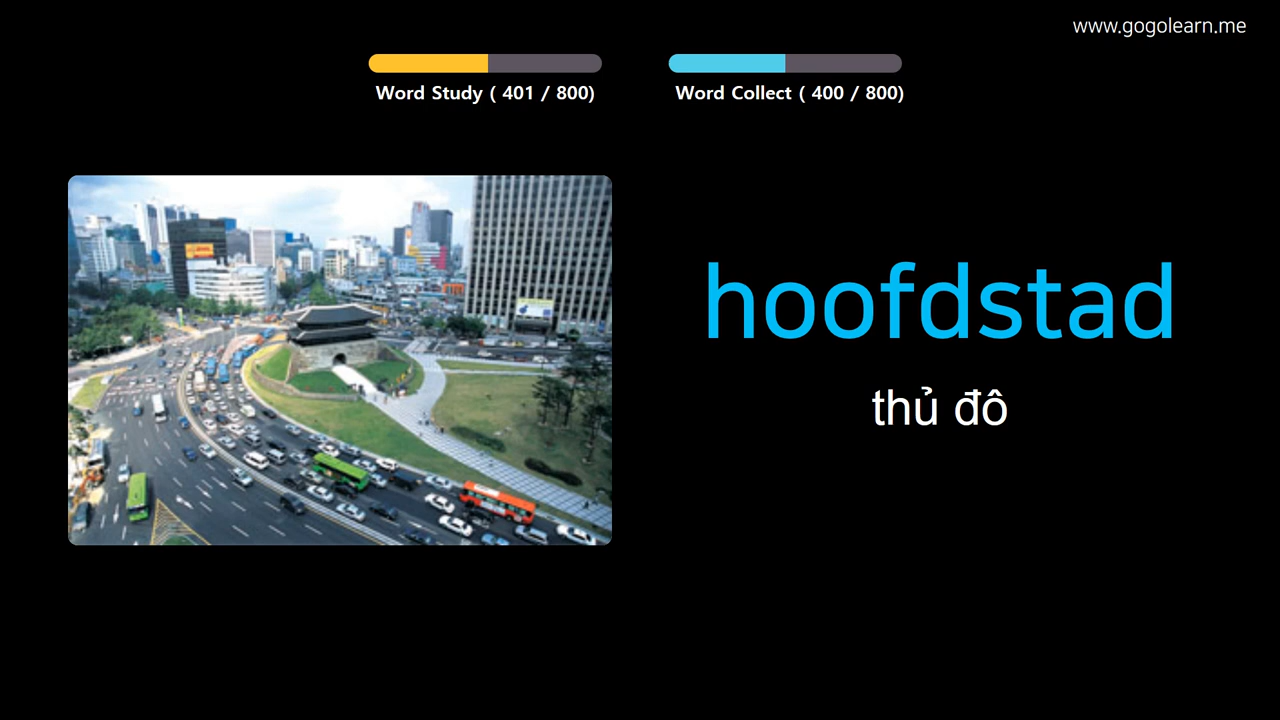 www.gogolearn.me
Word Study ( 401 / 800)
Word Collect ( 400 / 800)
hoofdstad
thủ đô